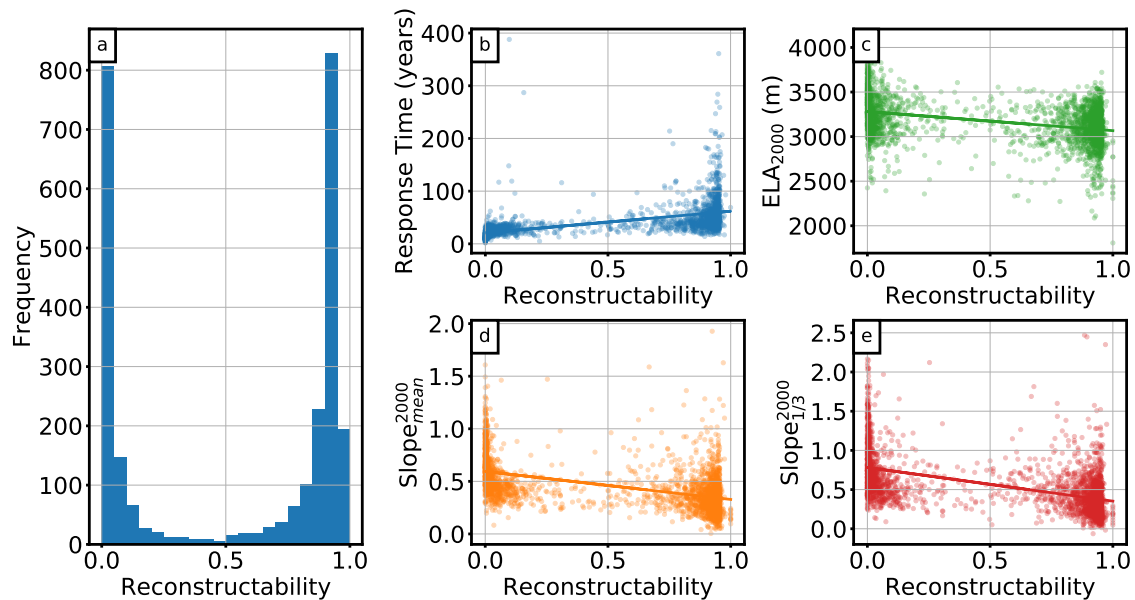 a
800
700
600
500
400
300
200
100
0
0.0 0.5 1.0
Frequency
Reconstructability
b
400
300
200
100
0
0.0 0.5 1.0
Response Time (years)
Reconstructability
c
4000
3500
3000
2500
2000
0.0 0.5 1.0
ELA₂₀₀₀ (m)
Reconstructability
d
2.0
1.5
1.0
0.5
0.0
0.0 0.5 1.0
Slope²⁰⁰⁰mean
Reconstructability
e
2.5
2.0
1.5
1.0
0.5
0.0
0.0 0.5 1.0
Slope²⁰⁰⁰1/3
Reconstructability